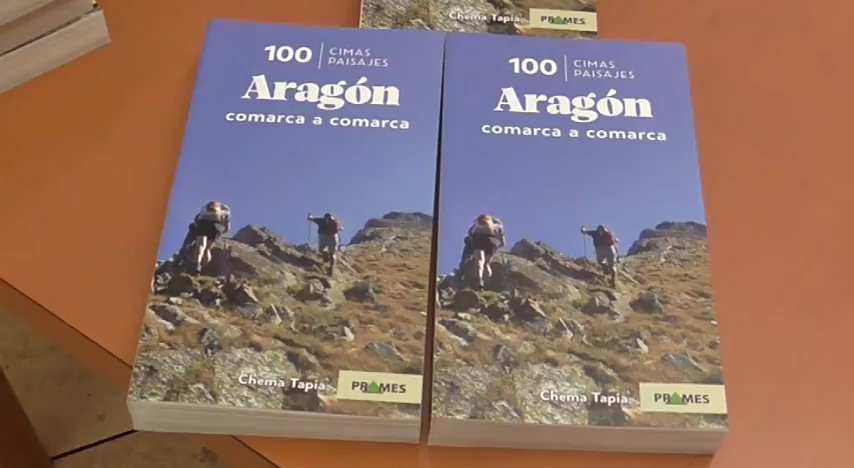 Chema Tapia PRAMES
100 CIMAS
PAISAJES
Aragón
comarca a comarca
Chema Tapia PRAMES
100 CIMAS
PAISAJES
Aragón
comarca a comarca
Chema Tapia PRAMES